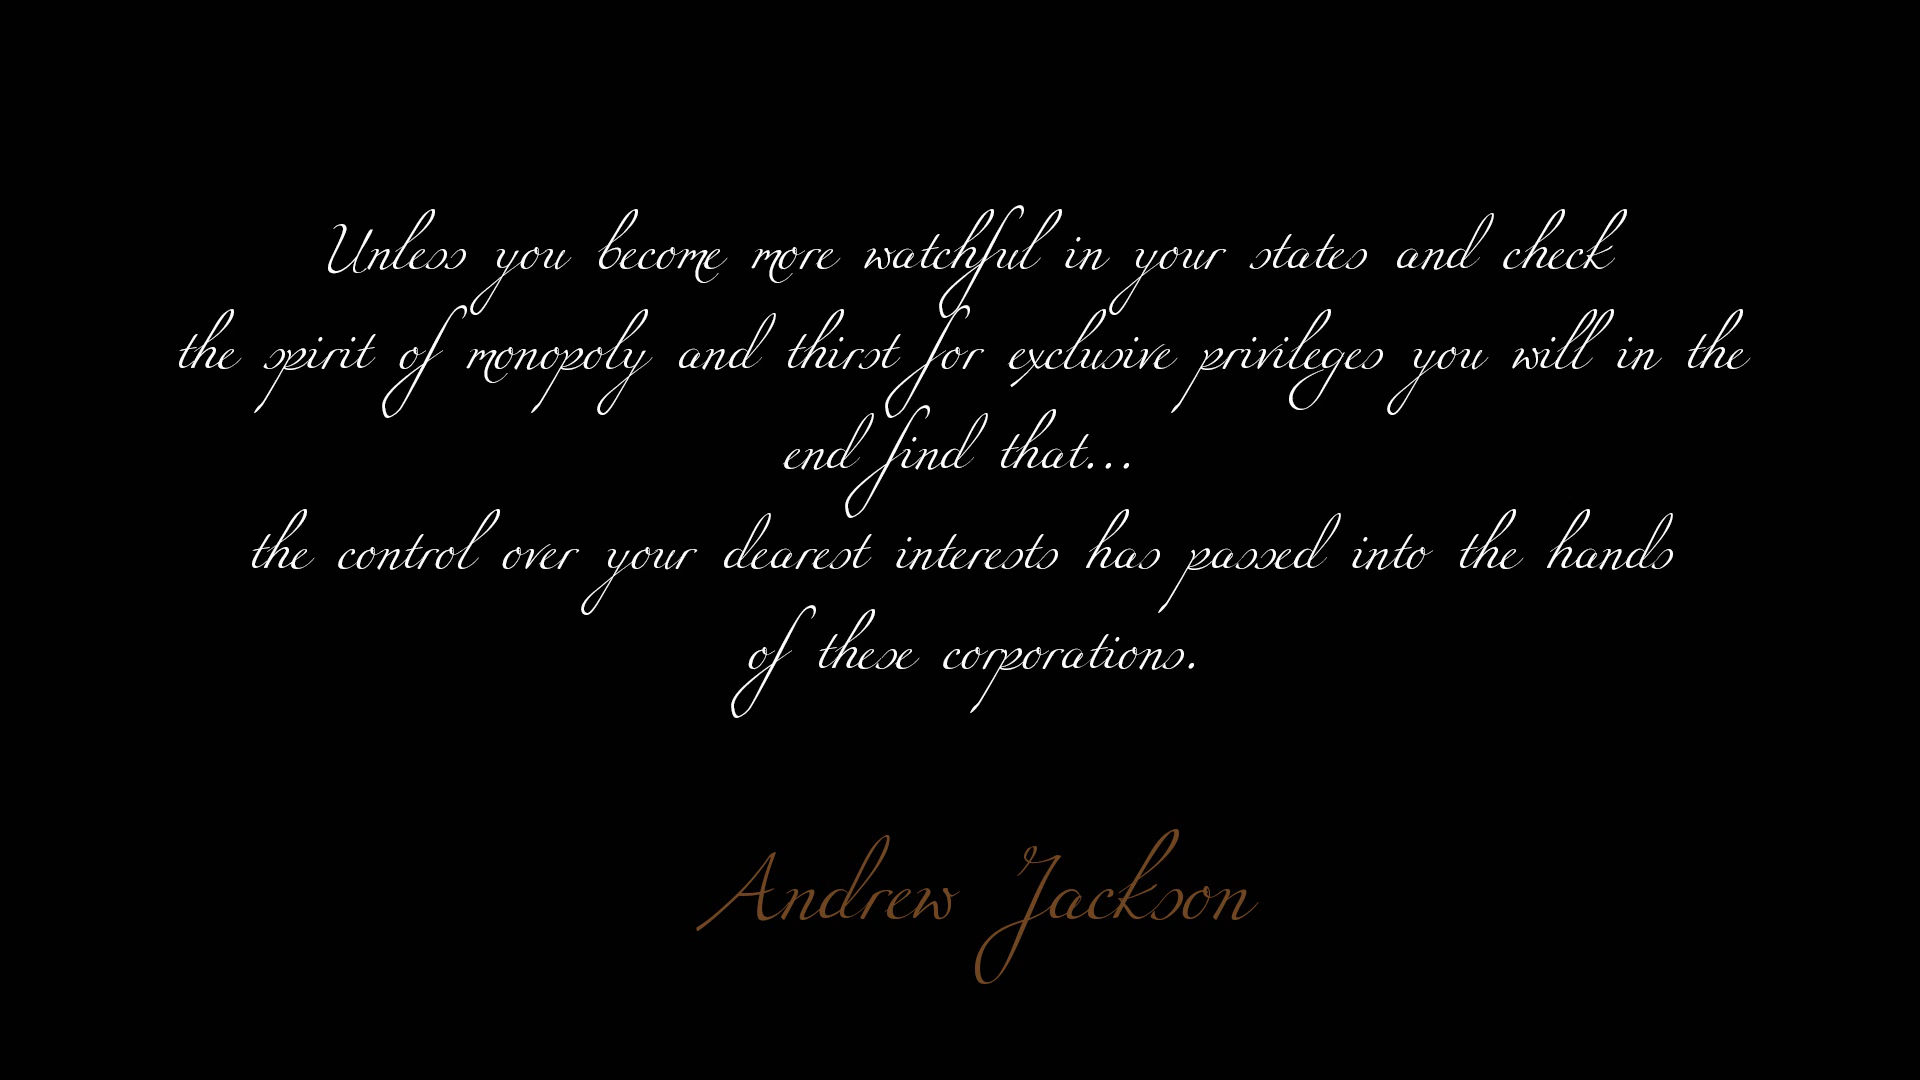 Unless you become more watchful in your states and check
the spirit of monopoly and thirst for exclusive privileges you will in the
end find that...
the control over your dearest interests has passed into the hands
of these corporations.
Andrew Jackson